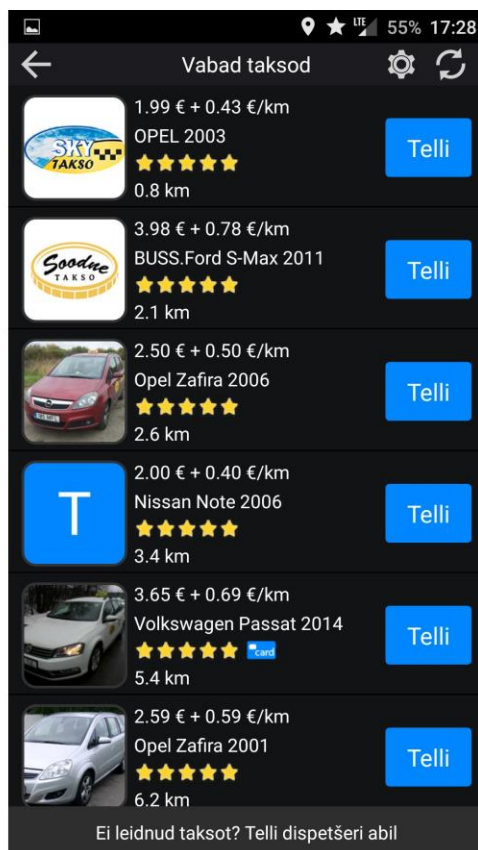 LTE 55% 17:28
Vabad taksod
1.99 € + 0.43 €/km
SKY
TAKSO
OPEL 2003
Telli
0.8 km
3.98 € + 0.78 €/km
Soodne
TAKSO
BUSS.Ford S-Max 2011
Telli
2.1 km
2.50 € + 0.50 €/km
Opel Zafira 2006
Telli
2.6 km
2.00 € + 0.40 €/km
T
Nissan Note 2006
Telli
3.4 km
3.65 € + 0.69 €/km
Volkswagen Passat 2014
Telli
card
5.4 km
2.59 € + 0.59 €/km
Opel Zafira 2001
Telli
6.2 km
Ei leidnud taksot? Telli dispetšeri abil